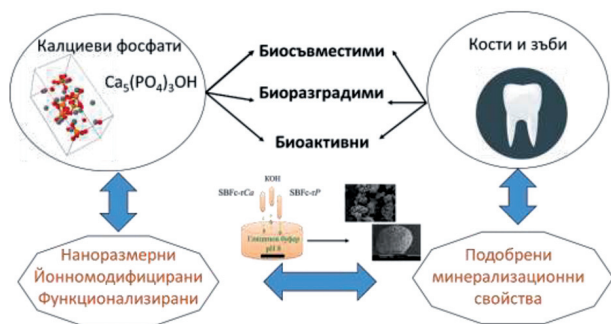 Калциеви фосфати
Ca₅(PO₄)₃OH
Биосъвместими
Биоразградими
Биоактивни
Кости и зъби
KOH
SBFc-rCa
SBFc-rP
Глицинов буфер
pH 8
Наноразмерни
Йонномодифицирани
Функционализирани
Подобрени
минерализационни
свойства